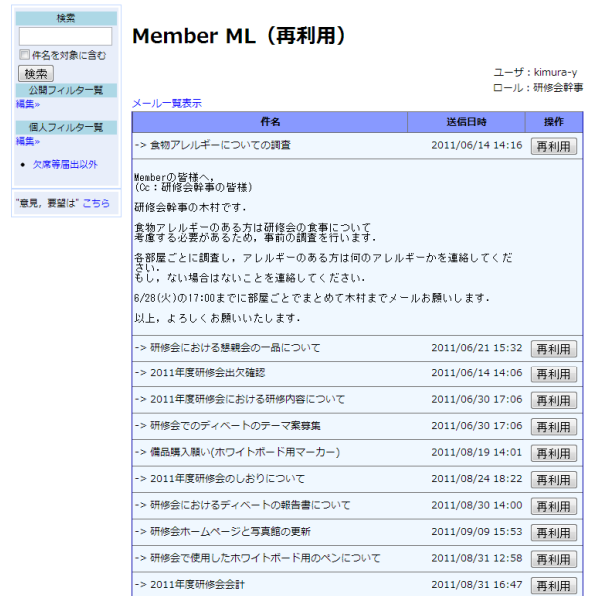 検索
件名を対象に含む
検索
公開フィルター覧
編集»
個人フィルター覧
編集»
欠席等届出以外
"意見，要望は" こちら
Member ML（再利用）
ユーザ：kimura-y
ロール：研修会幹事
メール一覧表示
件名 送信日時 操作
-> 食物アレルギーについての調査 2011/06/14 14:16 再利用
Memberの皆様へ，
(Cc：研修会幹事の皆様)
研修会幹事の木村です．
食物アレルギーのある方は研修会の食事について
考慮する必要があるため，事前の調査を行います．
各部屋ごとに調査し，アレルギーのある方は何のアレルギーかを連絡してくだ
さい．
もし，ない場合はないことを連絡してください．
6/28(火)の17:00までに部屋ごとでまとめて木村までメールお願いします．
以上，よろしくお願いいたします．
-> 研修会における懇親会の一品について 2011/06/21 15:32 再利用
-> 2011年度研修会出欠確認 2011/06/14 14:06 再利用
-> 2011年度研修会における研修内容について 2011/06/30 17:06 再利用
-> 研修会でのディベートのテーマ案募集 2011/06/30 17:06 再利用
-> 備品購入願い(ホワイトボード用マーカー) 2011/08/19 14:01 再利用
-> 2011年度研修会のしおりについて 2011/08/24 18:22 再利用
-> 研修会におけるディベートの報告書について 2011/08/30 14:00 再利用
-> 研修会ホームページと写真館の更新 2011/09/09 15:53 再利用
-> 研修会で使用したホワイトボード用のペンについて 2011/08/31 12:58 再利用
-> 2011年度研修会会計 2011/08/31 16:47 再利用